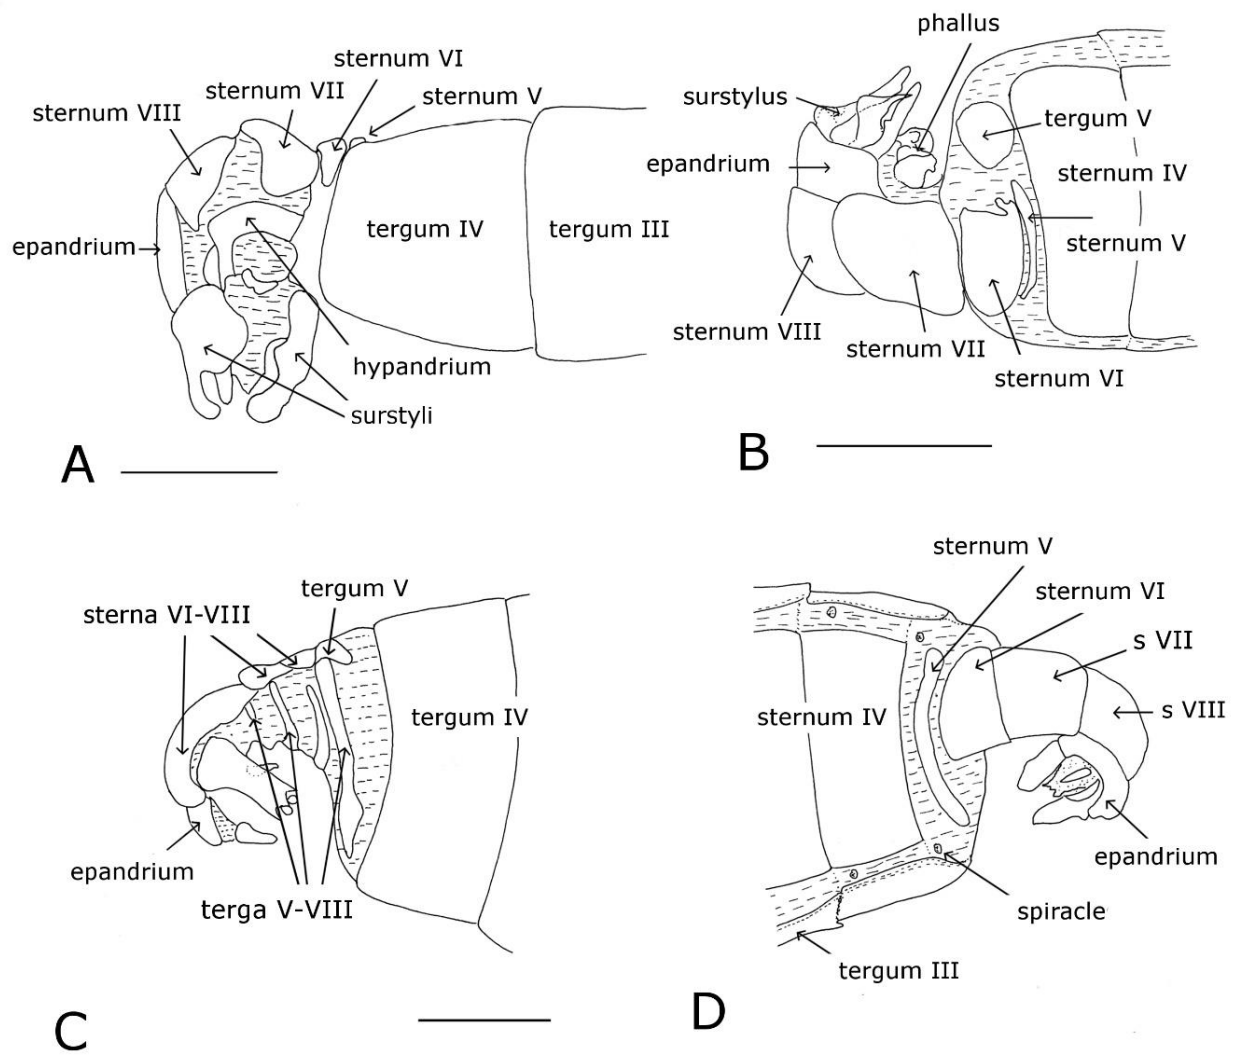 sternum VI
sternum VII
sternum V
sternum VIII
epandrium
tergum IV
tergum III
hypandrium
surstyli
A
phallus
surstylus
tergum V
epandrium
sternum IV
sternum V
sternum VIII
sternum VII
sternum VI
B
tergum V
sterna VI-VIII
tergum IV
epandrium
terga V-VIII
C
sternum V
sternum VI
s VII
sternum IV
s VIII
epandrium
spiracle
tergum III
D